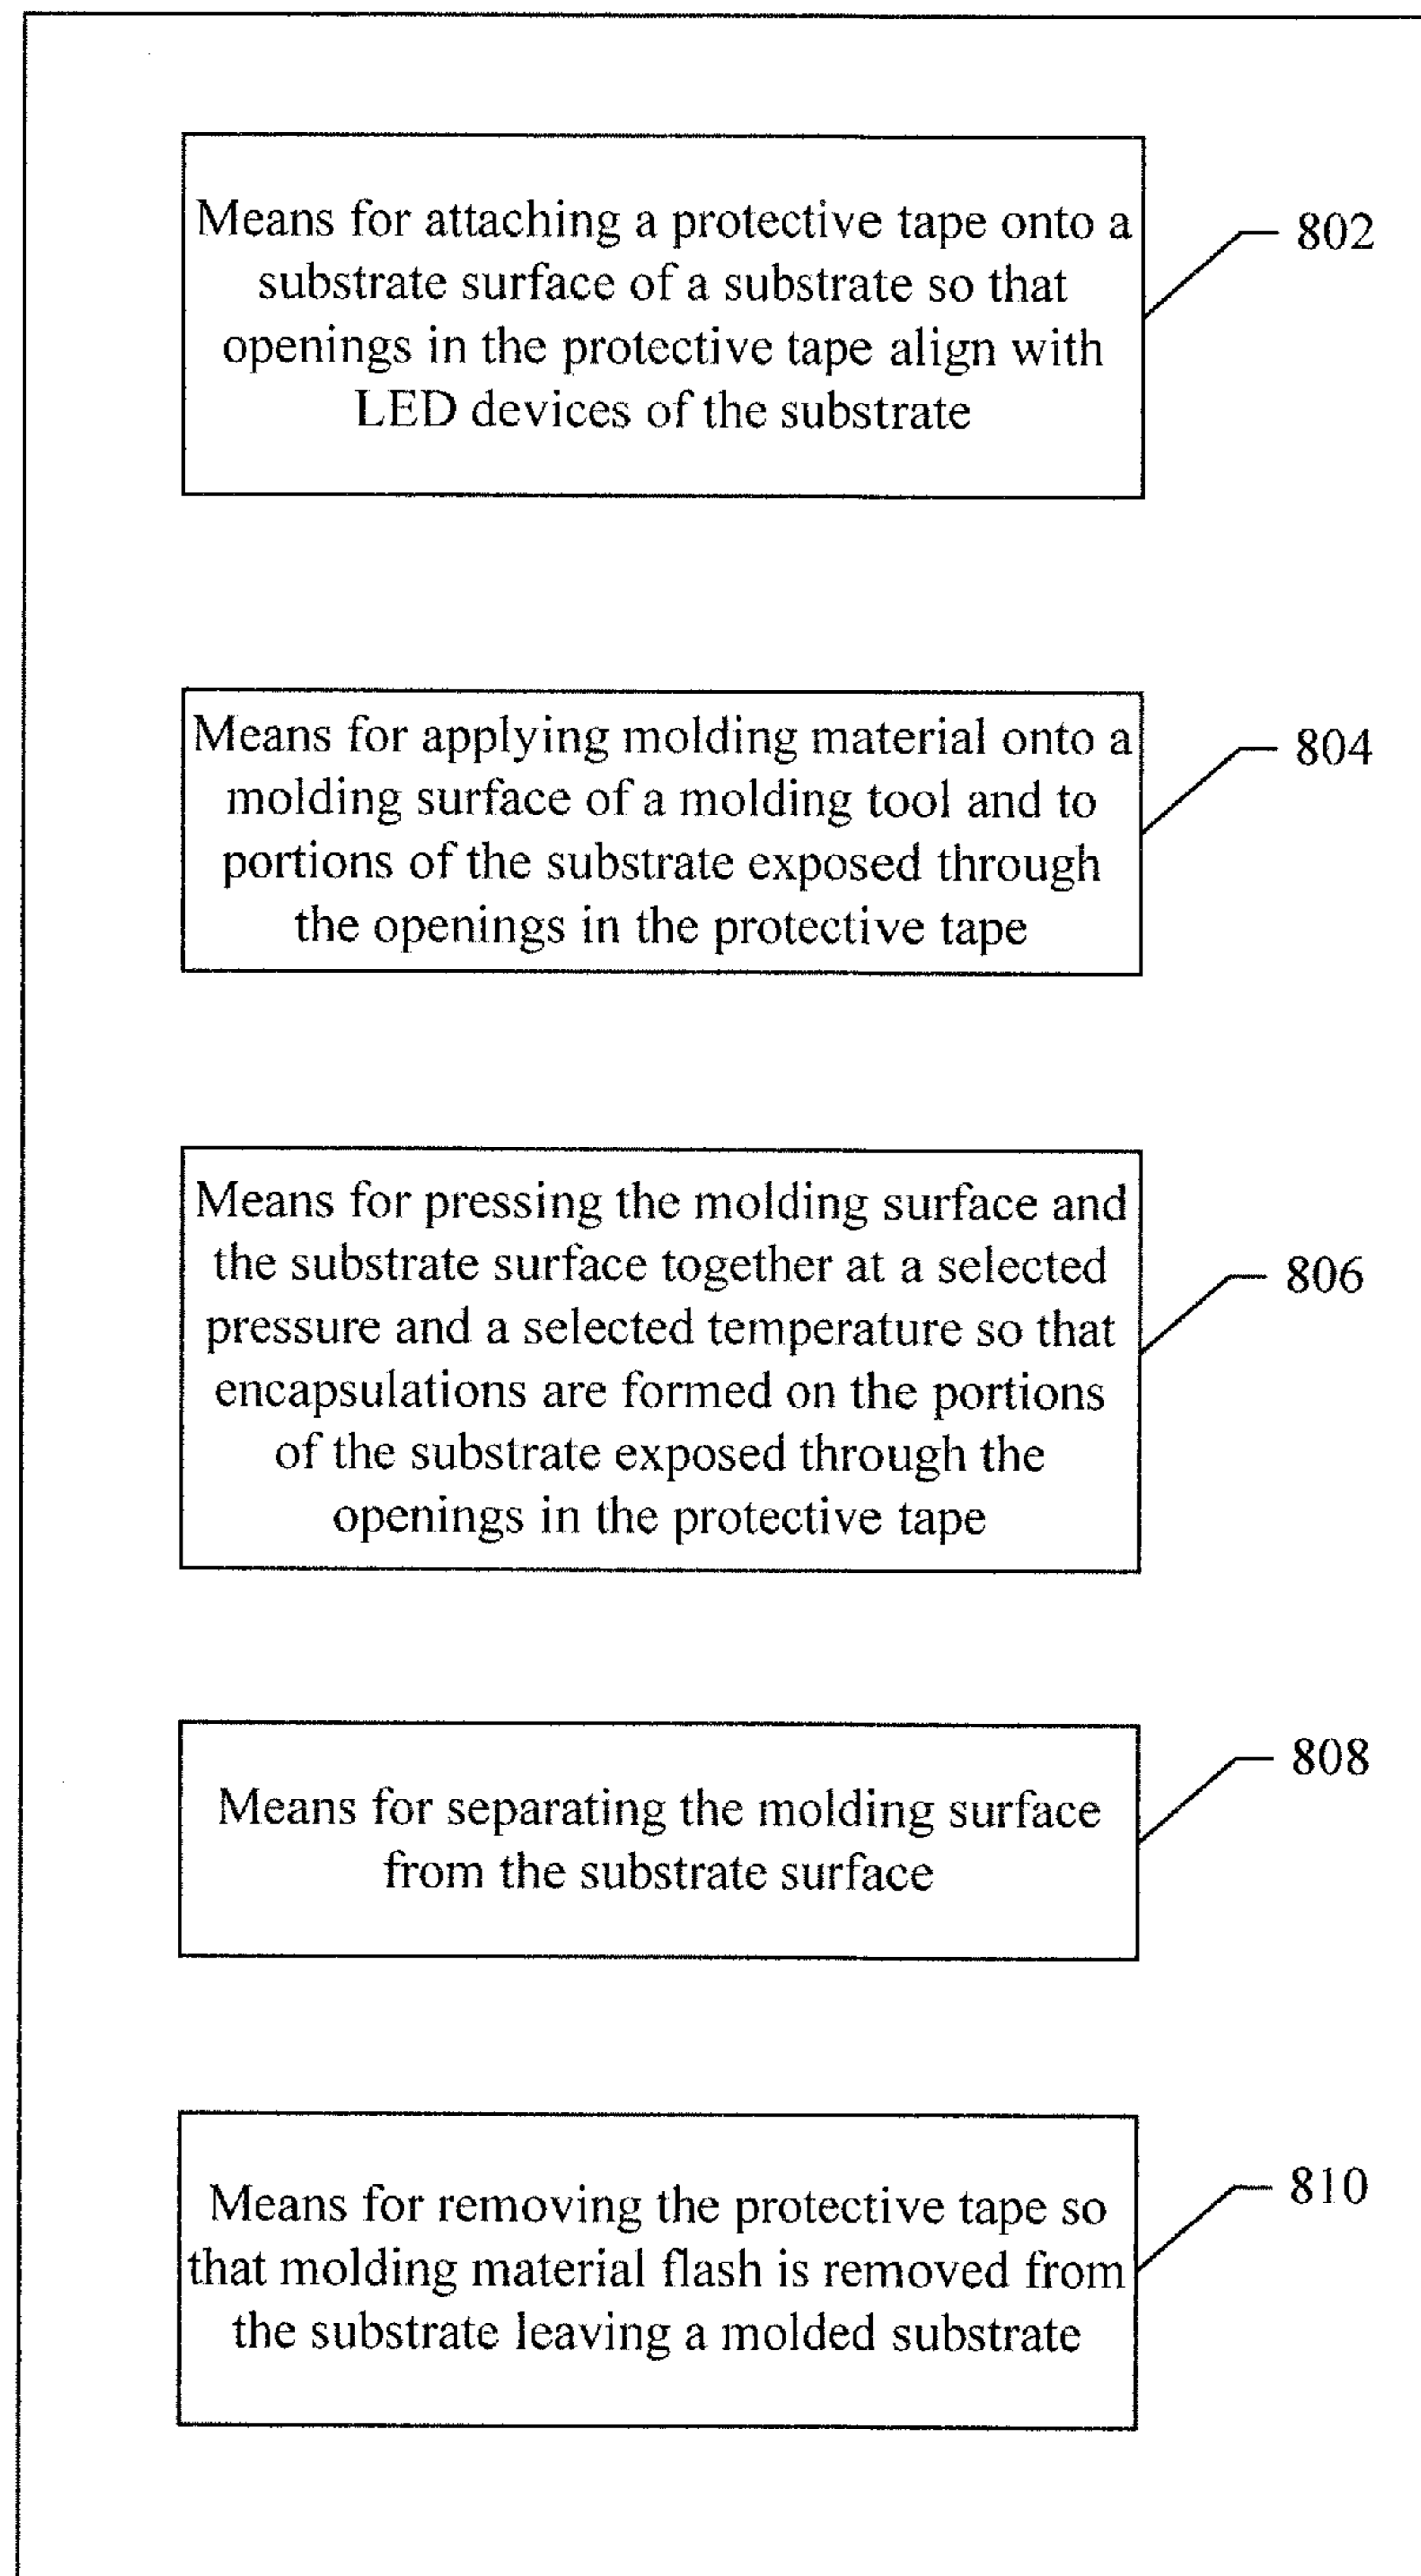 Means for attaching a protective tape onto a
substrate surface of a substrate so that
openings in the protective tape align with
LED devices of the substrate
802
Means for applying molding material onto a
molding surface of a molding tool and to
portions of the substrate exposed through
the openings in the protective tape
804
Means for pressing the molding surface and
the substrate surface together at a selected
pressure and a selected temperature so that
encapsulations are formed on the portions
of the substrate exposed through the
openings in the protective tape
806
Means for separating the molding surface
from the substrate surface
808
Means for removing the protective tape so
that molding material flash is removed from
the substrate leaving a molded substrate
810